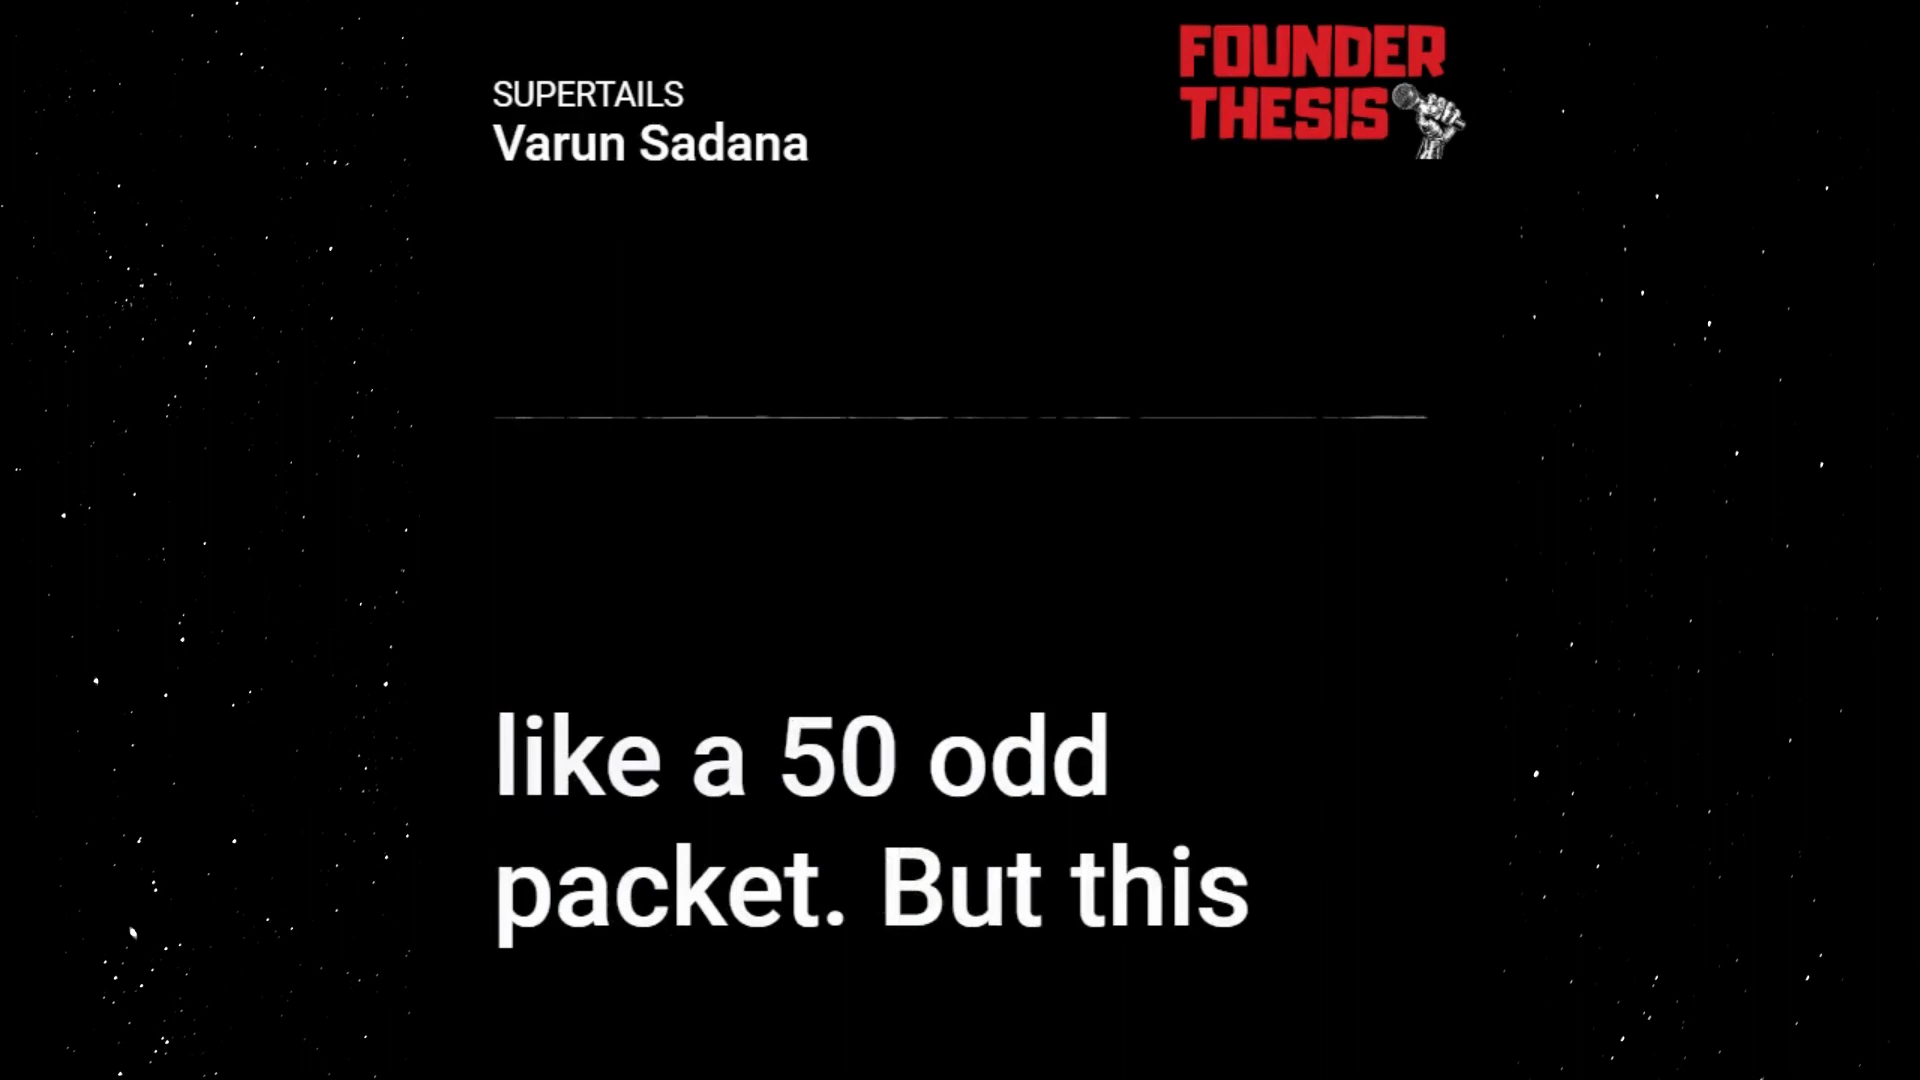 SUPERTAILS
Varun Sadana
FOUNDER
THESIS
like a 50 odd
packet. But this